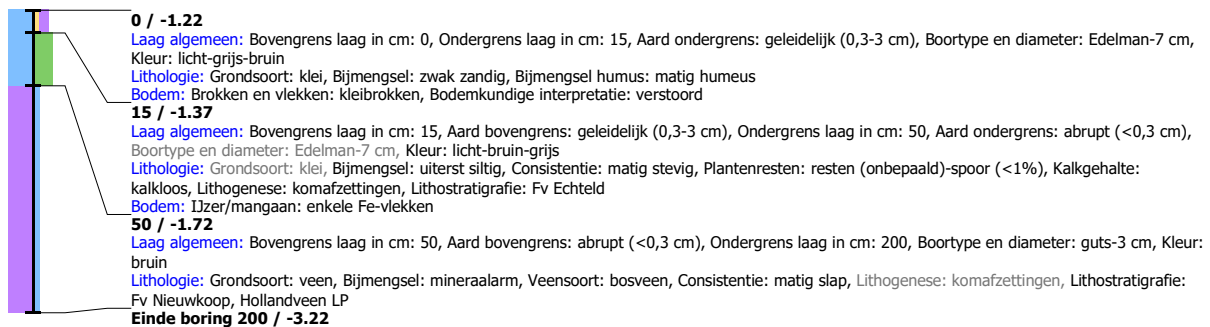 0 / -1.22
Laag algemeen: Bovengrens laag in cm: 0, Ondergrens laag in cm: 15, Aard ondergrens: geleidelijk (0,3-3 cm), Boortype en diameter: Edelman-7 cm,
Kleur: licht-grijs-bruin
Lithologie: Grondsoort: klei, Bijmengsel: zwak zandig, Bijmengsel humus: matig humeus
Bodem: Brokken en vlekken: kleibrokken, Bodemkundige interpretatie: verstoord
15 / -1.37
Laag algemeen: Bovengrens laag in cm: 15, Aard bovengrens: geleidelijk (0,3-3 cm), Ondergrens laag in cm: 50, Aard ondergrens: abrupt (<0,3 cm),
Boortype en diameter: Edelman-7 cm, Kleur: licht-bruin-grijs
Lithologie: Grondsoort: klei, Bijmengsel: uiterst siltig, Consistentie: matig stevig, Plantenresten: resten (onbepaald)-spoor (<1%), Kalkgehalte:
kalkloos, Lithogenese: komafzettingen, Lithostratigrafie: Fv Echteld
Bodem: IJzer/mangaan: enkele Fe-vlekken
50 / -1.72
Laag algemeen: Bovengrens laag in cm: 50, Aard bovengrens: abrupt (<0,3 cm), Ondergrens laag in cm: 200, Boortype en diameter: guts-3 cm, Kleur:
bruin
Lithologie: Grondsoort: veen, Bijmengsel: mineraalarm, Veensoort: bosveen, Consistentie: matig slap, Lithogenese: komafzettingen, Lithostratigrafie:
Fv Nieuwkoop, Hollandveen LP
Einde boring 200 / -3.22